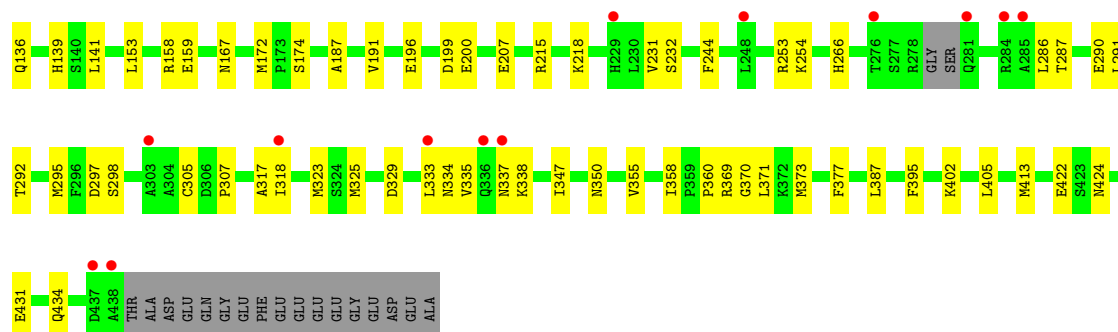 Q136 H139 S140 L141 L153 R158 E159 N167 M172 P173 S174 A187 V191 E196 D199 E200 E207 R215 K218 H229 L230 V231 S232 F244 L248 R253 K254 H266 T276 S277 R278 GLY SER Q281 R284 A285 L286 T287 E290 L291
T292 M295 F296 D297 S298 A303 A304 C305 D306 P307 A317 I318 M323 S324 M325 D329 L333 N334 V335 Q336 N337 K338 I347 N350 V355 I358 P359 P360 R369 G370 L371 K372 M373 F377 L387 F395 K402 L405 M413 E422 S423 N424
E431 Q434 D437 A438 THR ALA ASP GLU GLN GLY GLU PHE GLU GLU GLU GLU GLY GLU ASP GLU ALA